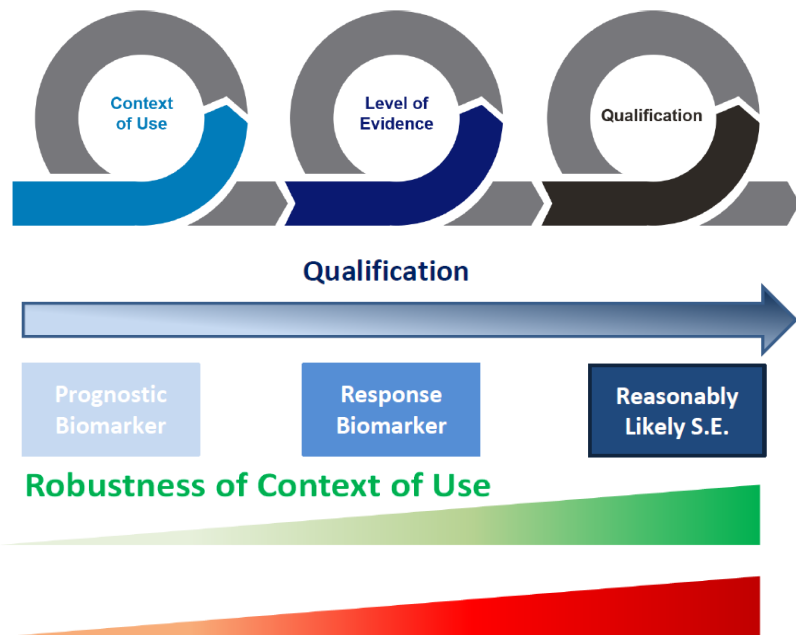 Context
of Use
Level of
Evidence
Qualification
Qualification
Prognostic
Biomarker
Response
Biomarker
Reasonably
Likely S.E.
Robustness of Context of Use